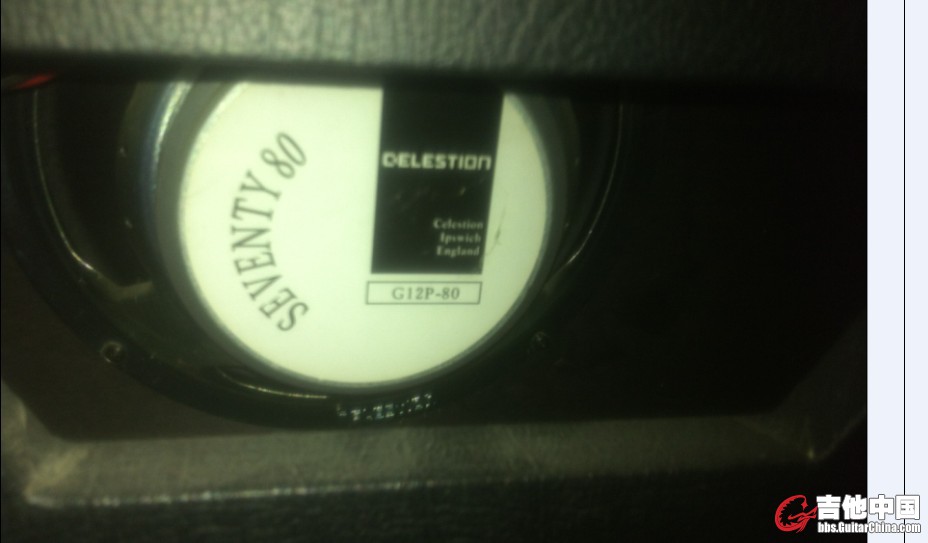 SEVENTY 80
CELESTION
Celestion
Ipswich
England
G12P-80
吉他中国
bbs.GuitarChina.com